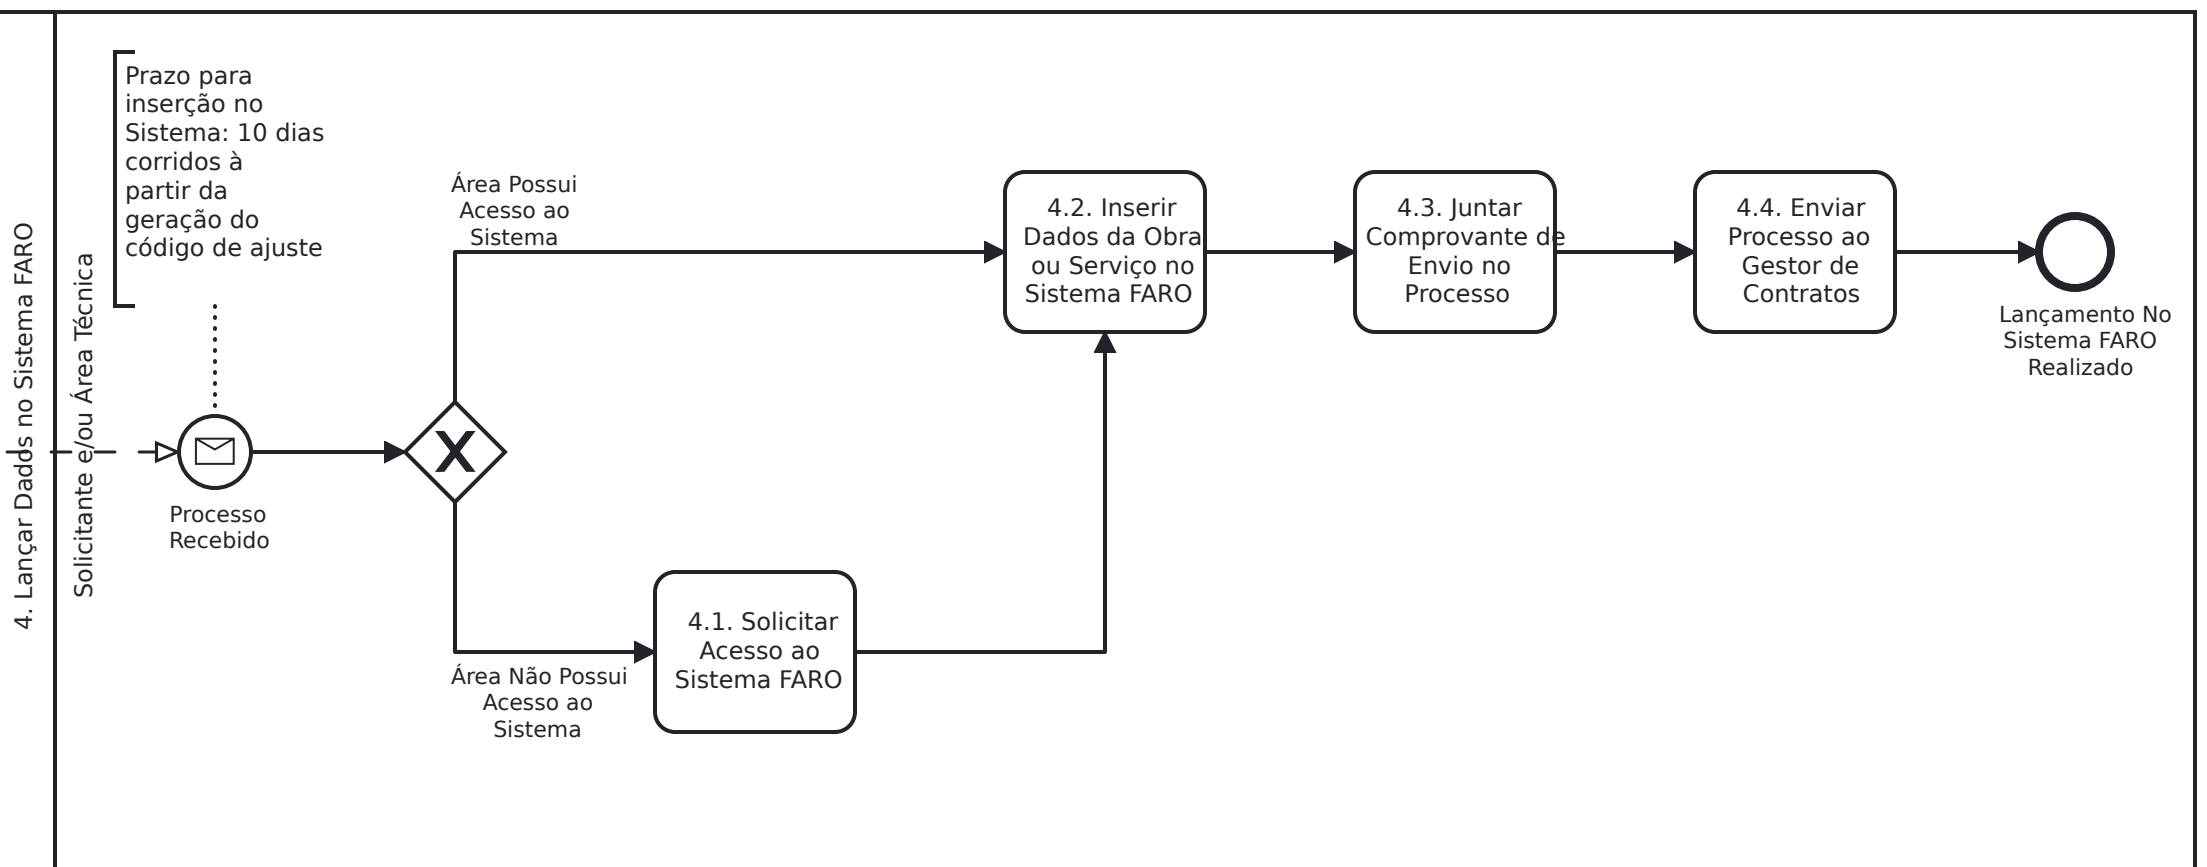 4. Lançar Dados no Sistema FARO
Solicitante e/ou Área Técnica
Prazo para
inserção no
Sistema: 10 dias
corridos à
partir da
geração do
código de ajuste
Processo
Recebido
Área Possui
Acesso ao
Sistema
Área Não Possui
Acesso ao
Sistema
4.1. Solicitar
Acesso ao
Sistema FARO
4.2. Inserir
Dados da Obra
ou Serviço no
Sistema FARO
4.3. Juntar
Comprovante de
Envio no
Processo
4.4. Enviar
Processo ao
Gestor de
Contratos
Lançamento No
Sistema FARO
Realizado